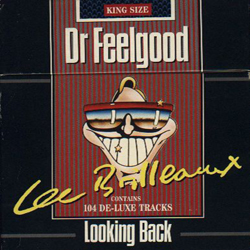 KING SIZE
Dr Feelgood
Lee Brilleaux
CONTAINS
104 DE-LUXE TRACKS
Looking Back